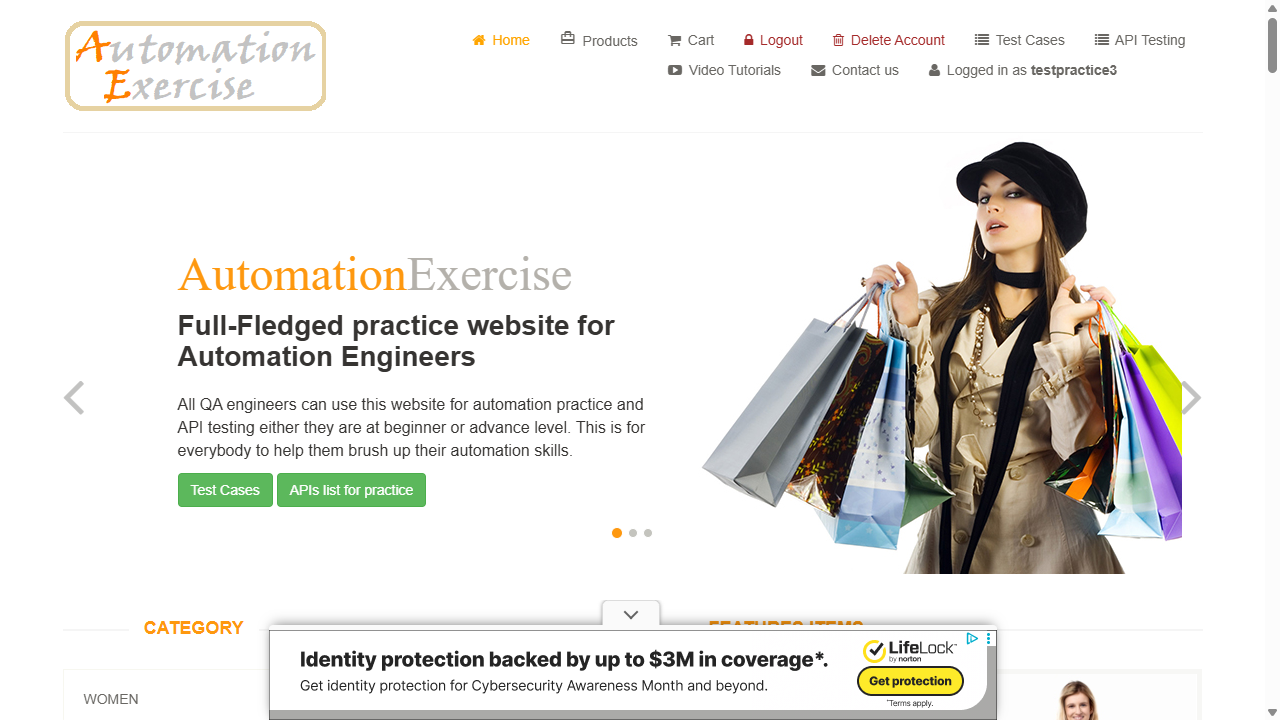 Automation
Exercise
Home
Products
Cart
Logout
Delete Account
Test Cases
API Testing
Video Tutorials
Contact us
Logged in as testpractice3
AutomationExercise
Full-Fledged practice website for
Automation Engineers
All QA engineers can use this website for automation practice and
API testing either they are at beginner or advance level. This is for
everybody to help them brush up their automation skills.
Test Cases
APIs list for practice
CATEGORY
FEATURES ITEMS
WOMEN
Identity protection backed by up to $3M in coverage*.
Get identity protection for Cybersecurity Awareness Month and beyond.
LifeLock™
by norton
Get protection
*Terms apply.